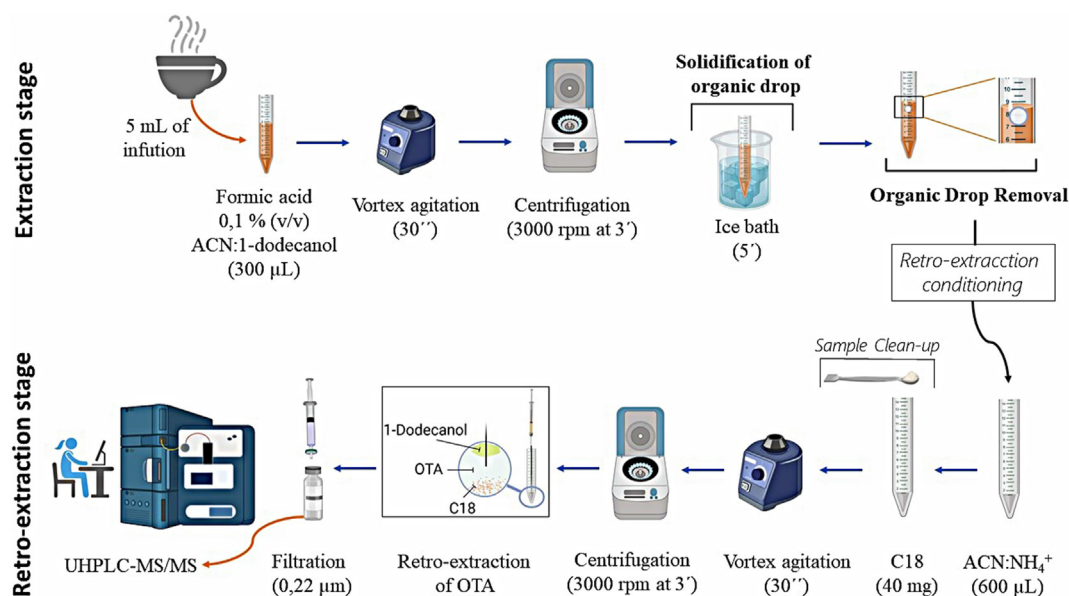 Extraction stage
5 mL of
infution
Formic acid
0,1 % (v/v)
ACN:1-dodecanol
(300 µL)
Vortex agitation
(30´´)
Centrifugation
(3000 rpm at 3´)
Solidification of
organic drop
Ice bath
(5´)
Organic Drop Removal
Retro-extracction
conditioning
Retro-extraction stage
Sample Clean-up
ACN:NH₄⁺
(600 µL)
C18
(40 mg)
Vortex agitation
(30´´)
Centrifugation
(3000 rpm at 3´)
1-Dodecanol
OTA
C18
Retro-extraction
of OTA
Filtration
(0,22 µm)
UHPLC-MS/MS